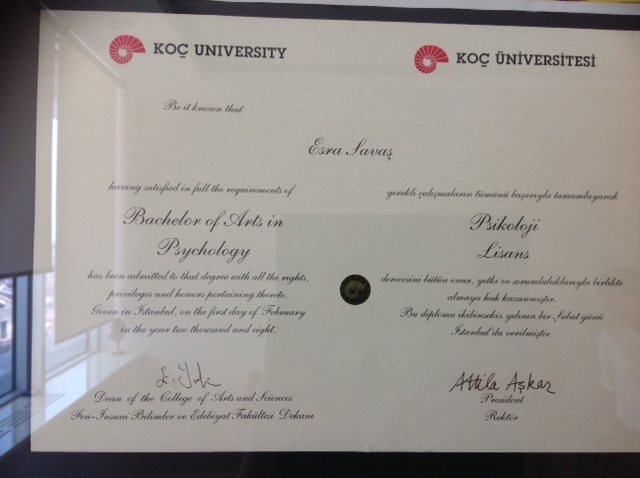 KOÇ UNIVERSITY
KOÇ ÜNİVERSİTESİ
Be it known that
Esra Savaş
having satisfied in full the requirements of
Bachelor of Arts in
Psychology
has been admitted to that degree with all the rights,
privileges and honors pertaining thereto.
Given in Istanbul, on the first day of February
in the year two thousand and eight.
gerekli çalışmaların tümünü başarıyla tamamlayarak
Psikoloji
Lisans
derecesini bütün onur, yetki ve sorumluluklarıyla birlikte
almaya hak kazanmıştır.
Bu diploma ikibinsekiz yılının bir Şubat günü
İstanbul'da verilmiştir.
Dean of the College of Arts and Sciences
Fen-İnsani Bilimler ve Edebiyat Fakültesi Dekanı
Attila Aşkar
President
Rektör